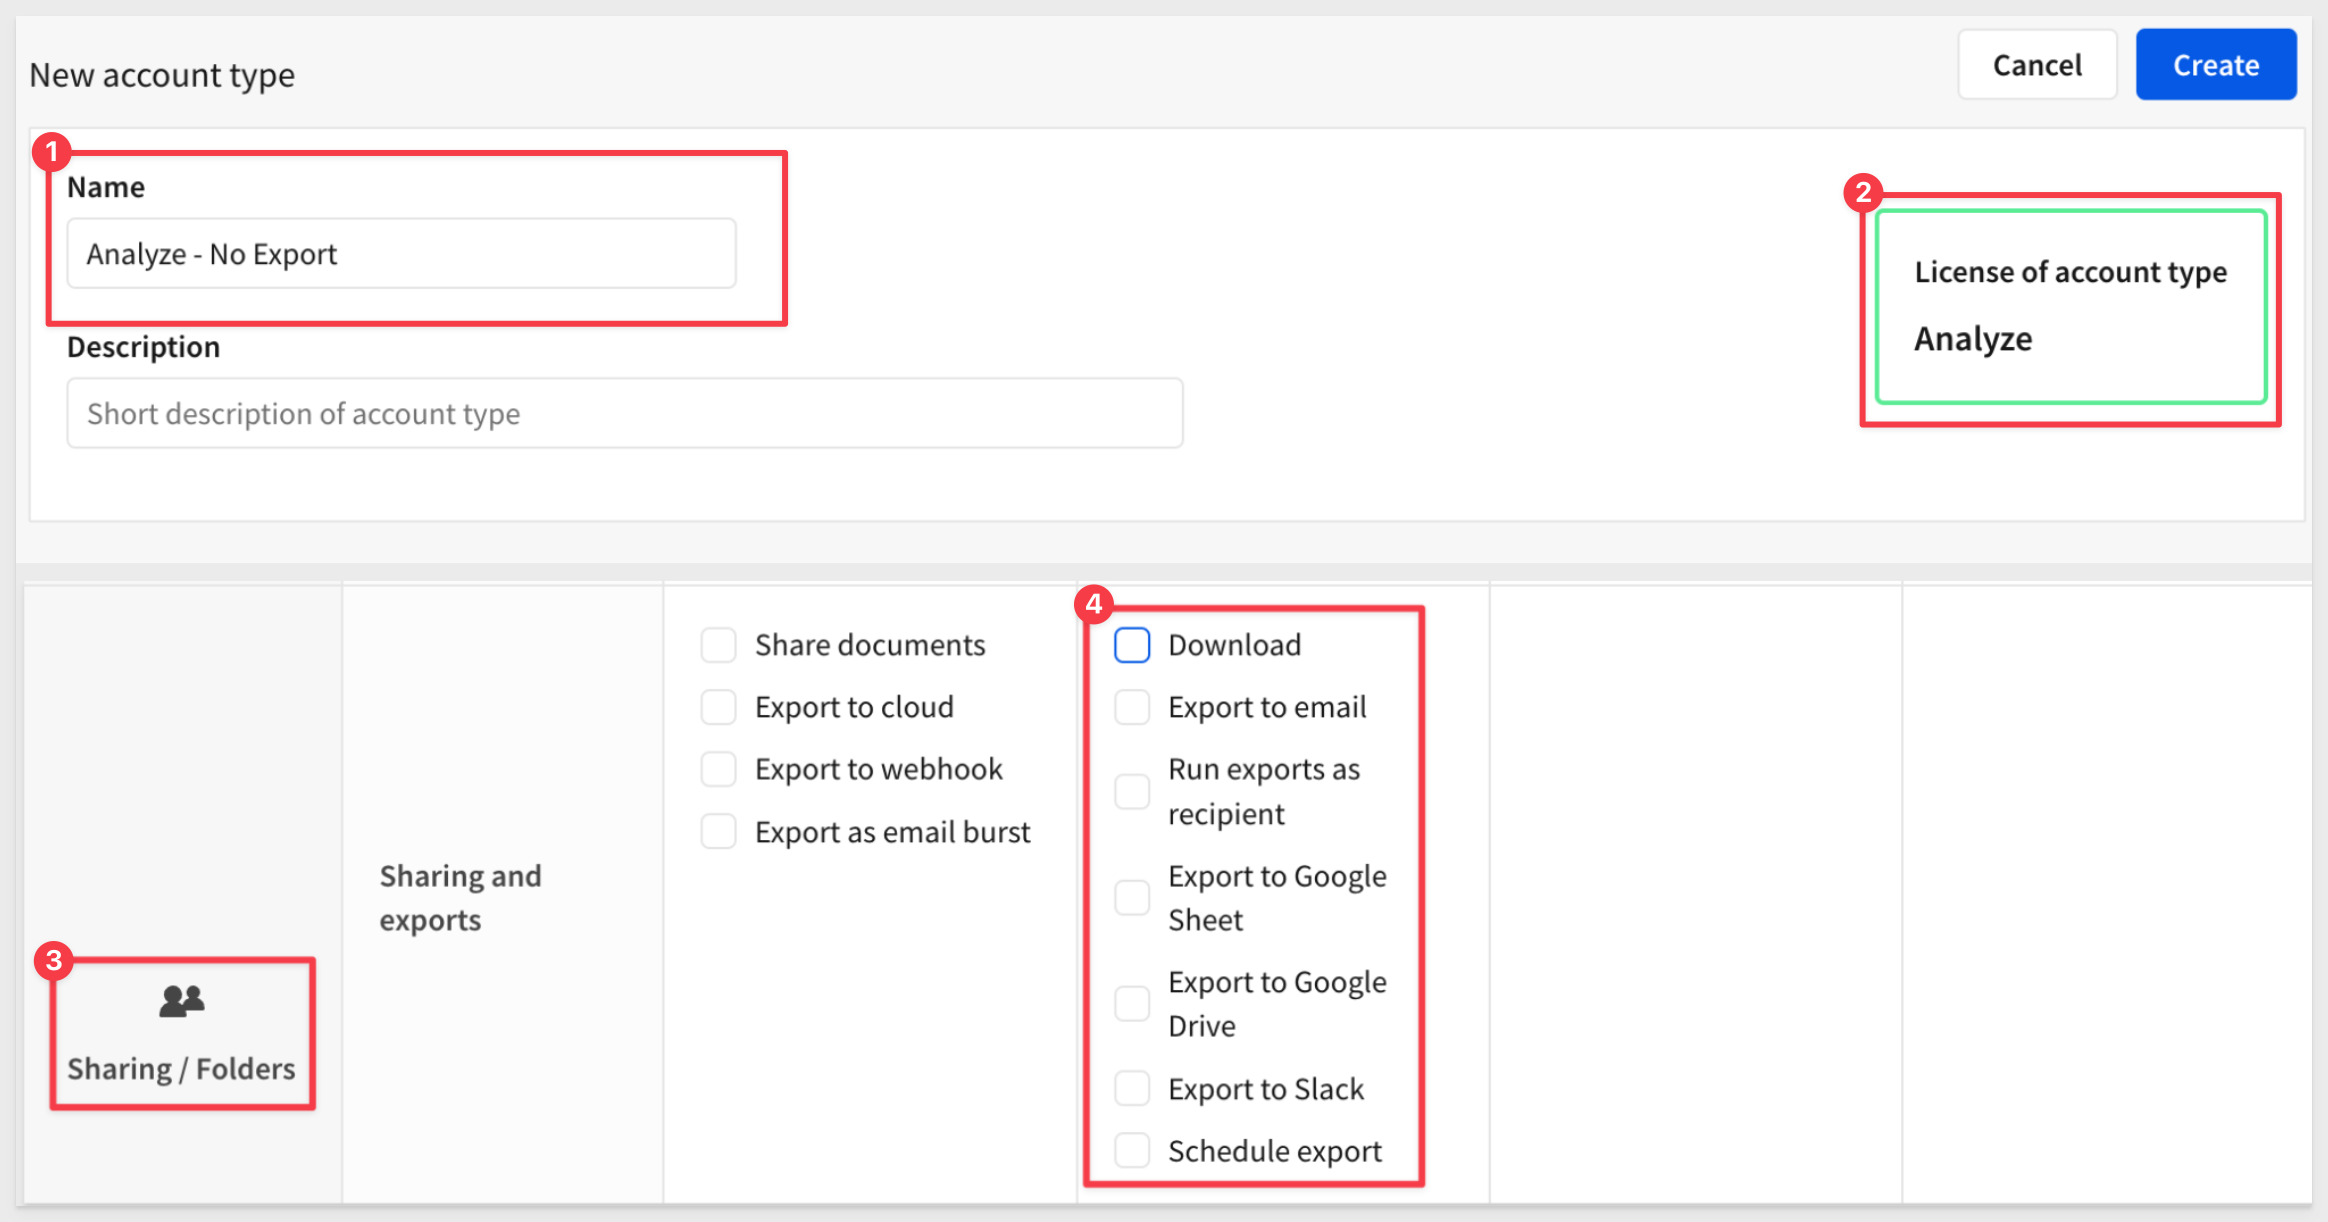 New account type
Cancel
Create
1
Name
Analyze - No Export
2
License of account type
Analyze
Description
Short description of account type
3
Sharing / Folders
Sharing and
exports
Share documents
Export to cloud
Export to webhook
Export as email burst
4
Download
Export to email
Run exports as
recipient
Export to Google
Sheet
Export to Google
Drive
Export to Slack
Schedule export